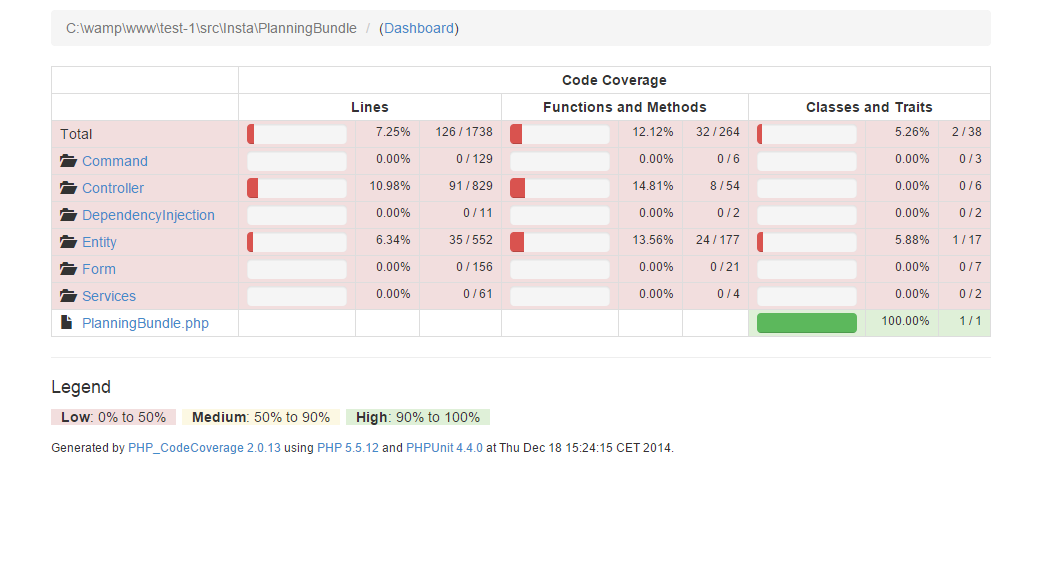 C:\wamp\www\test-1\src\Insta\PlanningBundle / (Dashboard)
Code Coverage
Lines Functions and Methods Classes and Traits
Total 7.25% 126 / 1738 12.12% 32 / 264 5.26% 2 / 38
Command 0.00% 0 / 129 0.00% 0 / 6 0.00% 0 / 3
Controller 10.98% 91 / 829 14.81% 8 / 54 0.00% 0 / 6
DependencyInjection 0.00% 0 / 11 0.00% 0 / 2 0.00% 0 / 2
Entity 6.34% 35 / 552 13.56% 24 / 177 5.88% 1 / 17
Form 0.00% 0 / 156 0.00% 0 / 21 0.00% 0 / 7
Services 0.00% 0 / 61 0.00% 0 / 4 0.00% 0 / 2
PlanningBundle.php 100.00% 1 / 1
Legend
Low: 0% to 50% Medium: 50% to 90% High: 90% to 100%
Generated by PHP_CodeCoverage 2.0.13 using PHP 5.5.12 and PHPUnit 4.4.0 at Thu Dec 18 15:24:15 CET 2014.